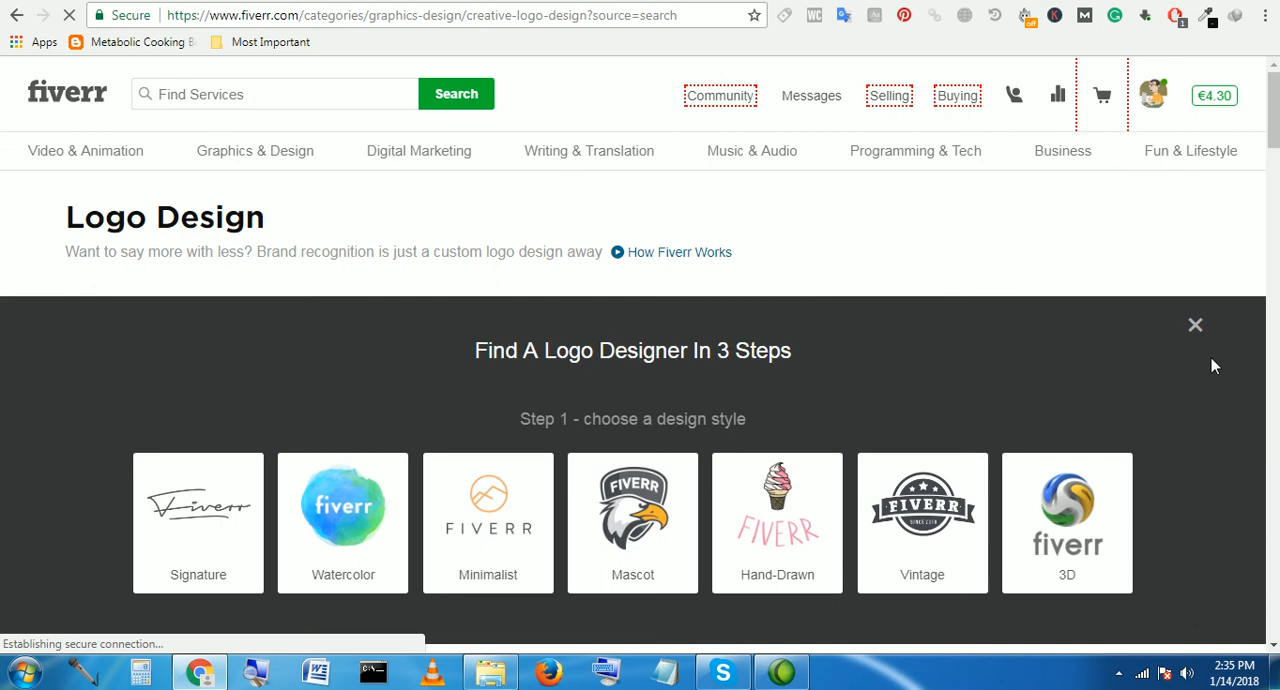 Secure https://www.fiverr.com/categories/graphics-design/creative-logo-design?source=search
Apps Metabolic Cooking Most Important
fiverr Find Services Search Community Messages Selling Buying €4.30
Video & Animation Graphics & Design Digital Marketing Writing & Translation Music & Audio Programming & Tech Business Fun & Lifestyle
Logo Design
Want to say more with less? Brand recognition is just a custom logo design away How Fiverr Works
Find A Logo Designer In 3 Steps
Step 1 - choose a design style
Fiverr fiverr FIVERR FIVERR FIVERR FIVERR SINCE 2010 fiverr
Signature Watercolor Minimalist Mascot Hand-Drawn Vintage 3D
Establishing secure connection...
2:35 PM
1/14/2018